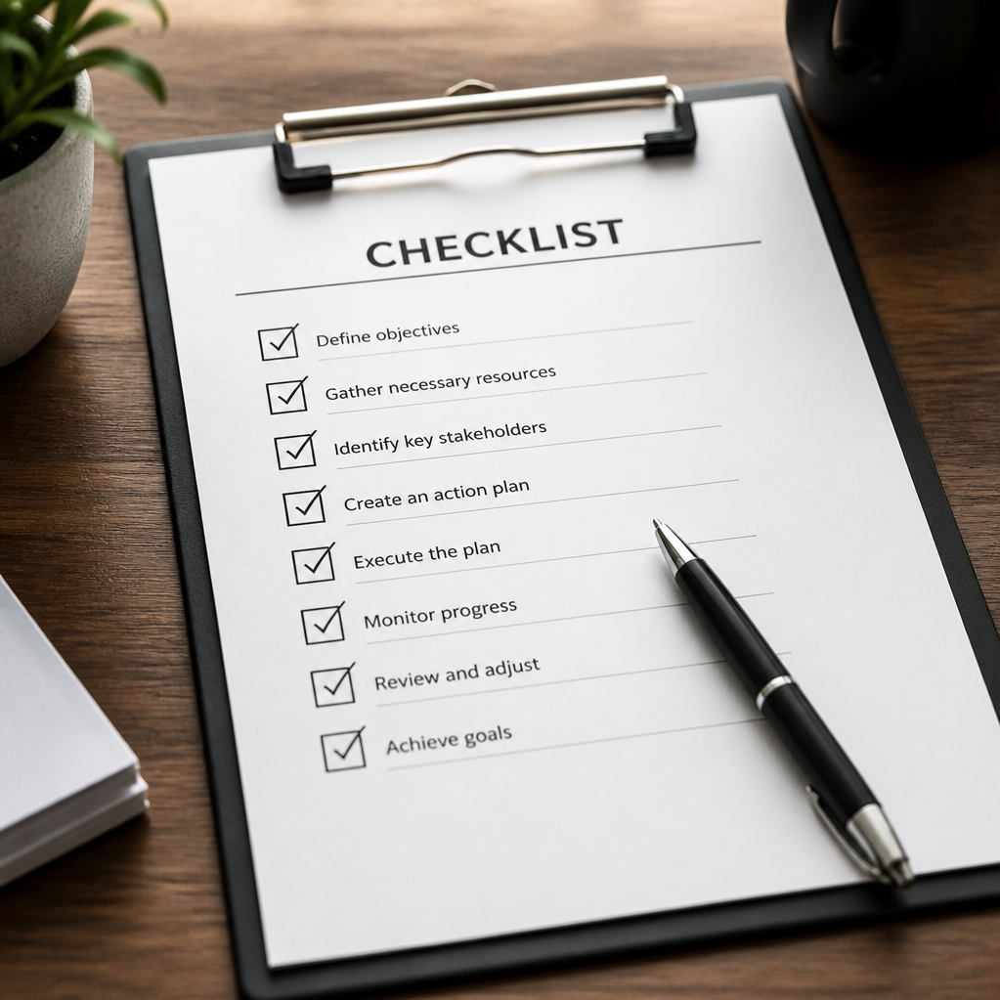 CHECKLIST
Define objectives
Gather necessary resources
Identify key stakeholders
Create an action plan
Execute the plan
Monitor progress
Review and adjust
Achieve goals